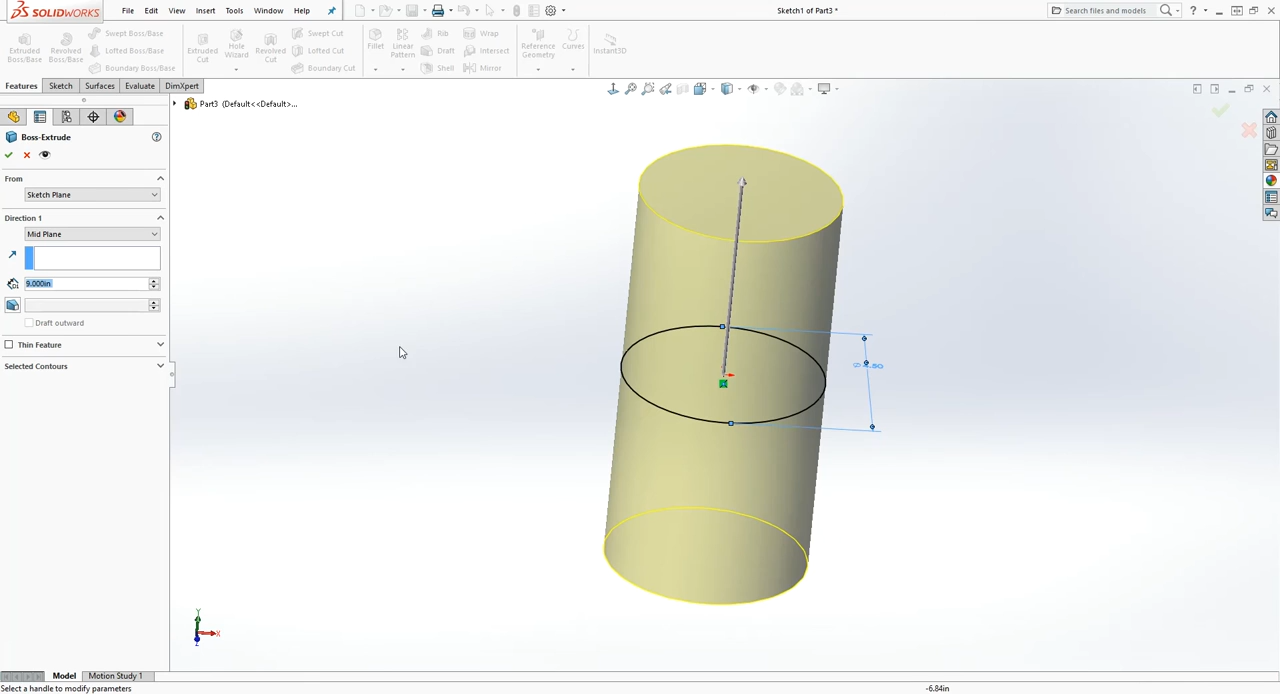 SOLIDWORKS File Edit View Insert Tools Window Help Sketch1 of Part3 * Search files and models ?
Extruded Boss/Base
Revolved Boss/Base
Swept Boss/Base
Lofted Boss/Base
Boundary Boss/Base
Extruded Cut
Hole Wizard
Revolved Cut
Swept Cut
Lofted Cut
Boundary Cut
Fillet
Linear Pattern
Rib
Draft
Shell
Wrap
Intersect
Mirror
Reference Geometry
Curves
Instant3D
Features Sketch Surfaces Evaluate DimXpert
Part3 (Default<<Default>...
Boss-Extrude ?
From
Sketch Plane
Direction 1
Mid Plane
9.000in
Draft outward
Thin Feature
Selected Contours
Y
X
Z
Model Motion Study 1
Select a handle to modify parameters -6.84in